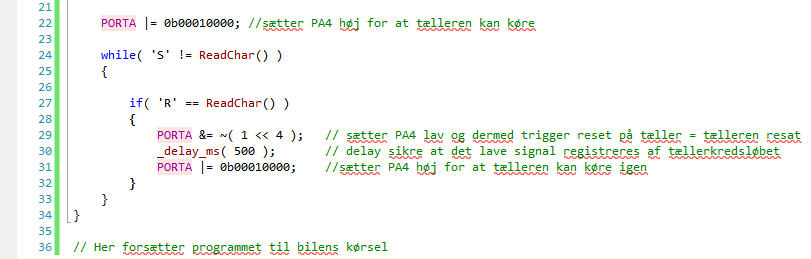 21
22 PORTA |= 0b00010000; //sætter PA4 høj for at tælleren kan køre
23
24 while( 'S' != ReadChar() )
25 {
26
27 if( 'R' == ReadChar() )
28 {
29 PORTA &= ~( 1 << 4 ); // sætter PA4 lav og dermed trigger reset på tæller = tælleren resat
30 _delay_ms( 500 ); // delay sikre at det lave signal registreres af tællerkredsløbet
31 PORTA |= 0b00010000; //sætter PA4 høj for at tælleren kan køre igen
32 }
33 }
34 }
35
36 // Her forsætter programmet til bilens kørsel